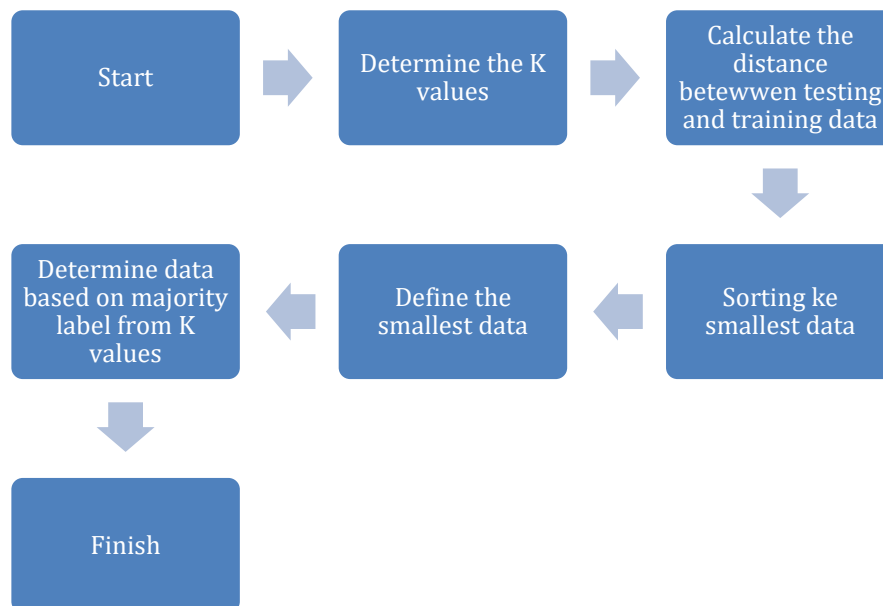 Start
Determine the K
values
Calculate the
distance
betewwen testing
and training data
Sorting ke
smallest data
Define the
smallest data
Determine data
based on majority
label from K
values
Finish